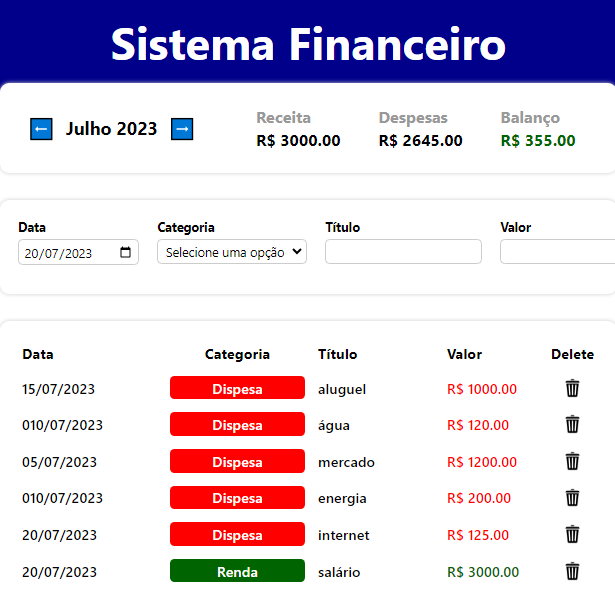 Sistema Financeiro
Receita Despesas Balanço
← Julho 2023 →
R$ 3000.00 R$ 2645.00 R$ 355.00
Data Categoria Título Valor
20/07/2023 Selecione uma opção
Data Categoria Título Valor Delete
15/07/2023 Dispesa aluguel R$ 1000.00
010/07/2023 Dispesa água R$ 120.00
05/07/2023 Dispesa mercado R$ 1200.00
010/07/2023 Dispesa energia R$ 200.00
20/07/2023 Dispesa internet R$ 125.00
20/07/2023 Renda salário R$ 3000.00